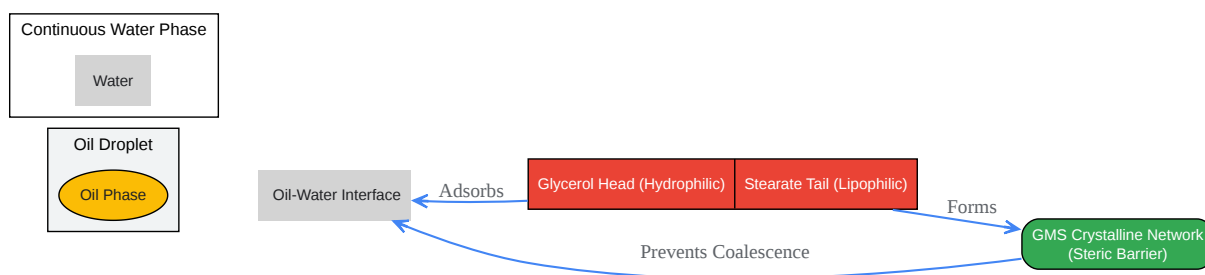 Continuous Water Phase
Water
Oil Droplet
Oil Phase
Oil-Water Interface
Adsorbs
Glycerol Head (Hydrophilic)
Stearate Tail (Lipophilic)
Forms
Prevents Coalescence
GMS Crystalline Network
(Steric Barrier)